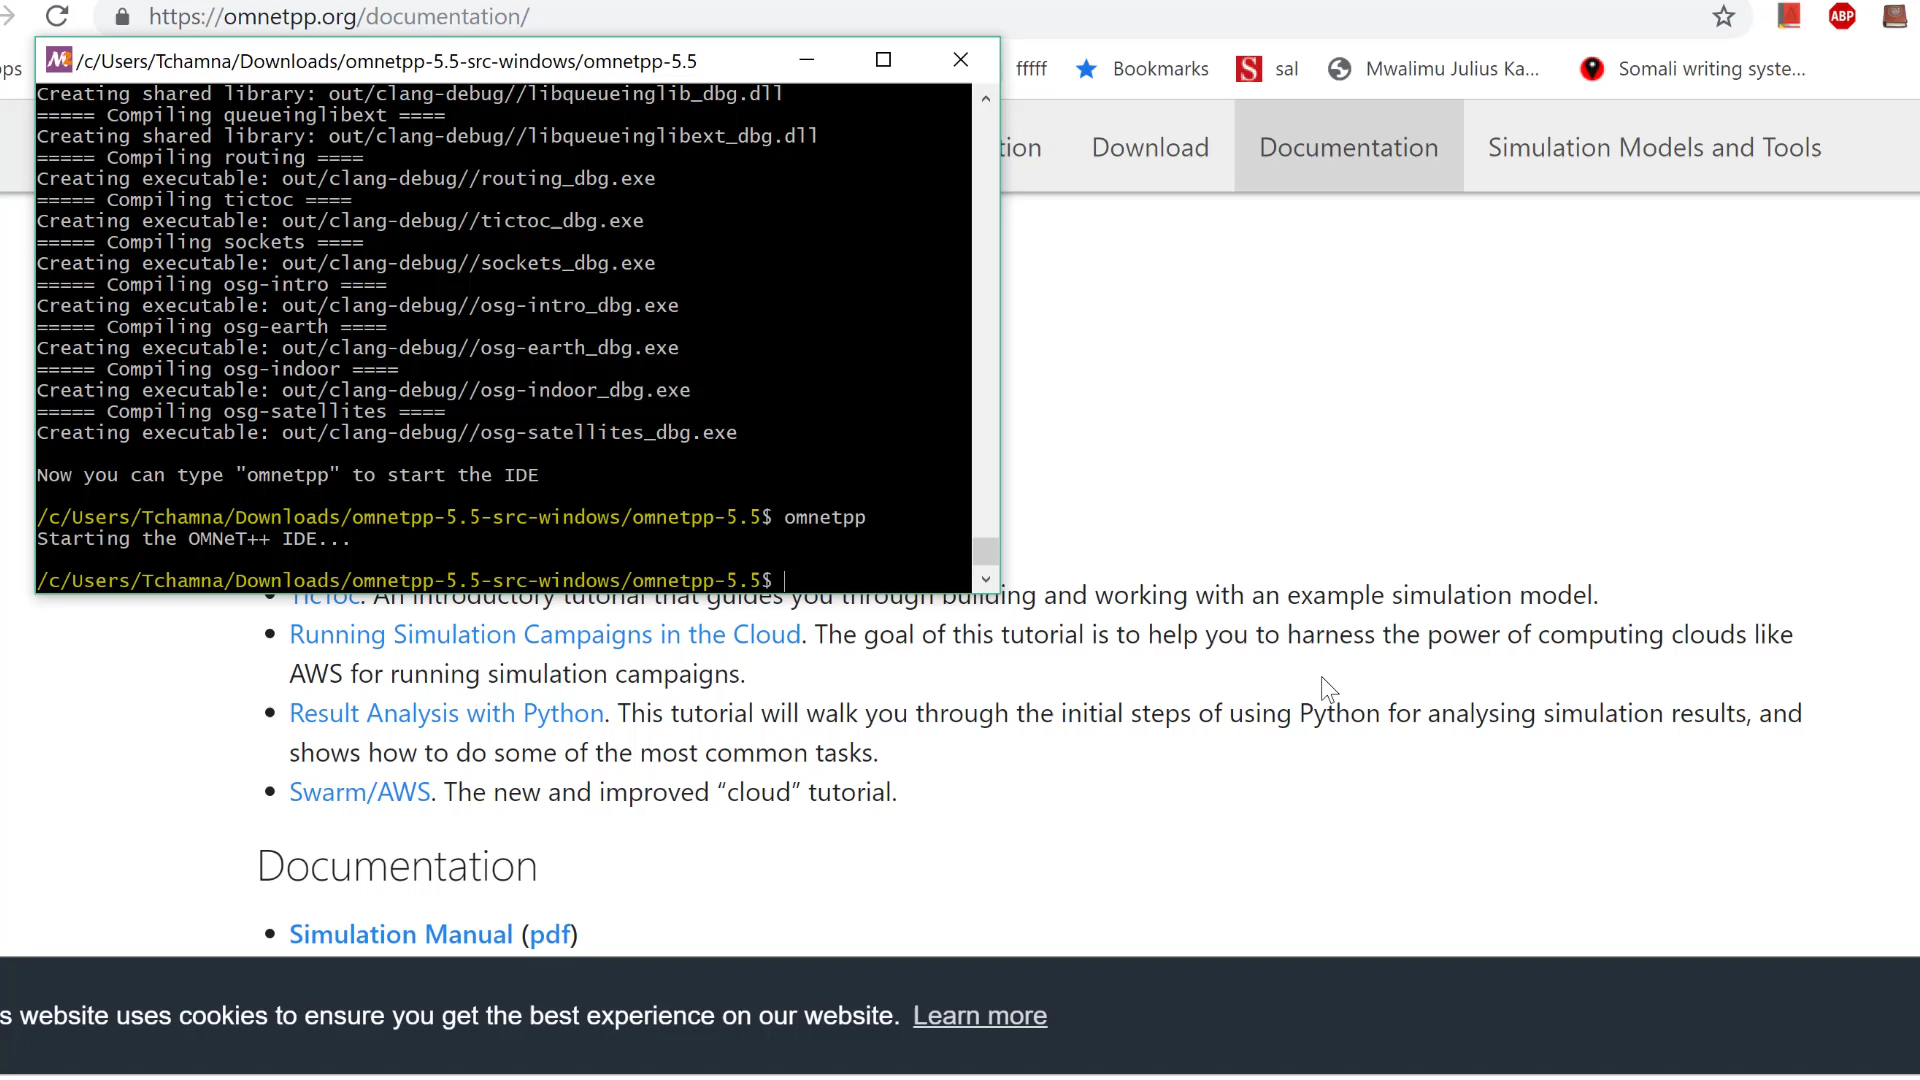 https://omnetpp.org/documentation/
ABP
/c/Users/Tchamna/Downloads/omnetpp-5.5-src-windows/omnetpp-5.5
ps
fffff
Bookmarks
S
sal
Mwalimu Julius Ka...
Somali writing syste...
Creating shared library: out/clang-debug//libqueueinglib_dbg.dll
===== Compiling queueinglibext ====
Creating shared library: out/clang-debug//libqueueinglibext_dbg.dll
===== Compiling routing ====
Creating executable: out/clang-debug//routing_dbg.exe
===== Compiling tictoc ====
Creating executable: out/clang-debug//tictoc_dbg.exe
===== Compiling sockets ====
Creating executable: out/clang-debug//sockets_dbg.exe
===== Compiling osg-intro ====
Creating executable: out/clang-debug//osg-intro_dbg.exe
===== Compiling osg-earth ====
Creating executable: out/clang-debug//osg-earth_dbg.exe
===== Compiling osg-indoor ====
Creating executable: out/clang-debug//osg-indoor_dbg.exe
===== Compiling osg-satellites ====
Creating executable: out/clang-debug//osg-satellites_dbg.exe
Now you can type "omnetpp" to start the IDE
/c/Users/Tchamna/Downloads/omnetpp-5.5-src-windows/omnetpp-5.5$ omnetpp
Starting the OMNeT++ IDE...
/c/Users/Tchamna/Downloads/omnetpp-5.5-src-windows/omnetpp-5.5$
tion
Download
Documentation
Simulation Models and Tools
TicToc. An introductory tutorial that guides you through building and working with an example simulation model.
Running Simulation Campaigns in the Cloud. The goal of this tutorial is to help you to harness the power of computing clouds like
AWS for running simulation campaigns.
Result Analysis with Python. This tutorial will walk you through the initial steps of using Python for analysing simulation results, and
shows how to do some of the most common tasks.
Swarm/AWS. The new and improved “cloud” tutorial.
Documentation
Simulation Manual (pdf)
s website uses cookies to ensure you get the best experience on our website. Learn more